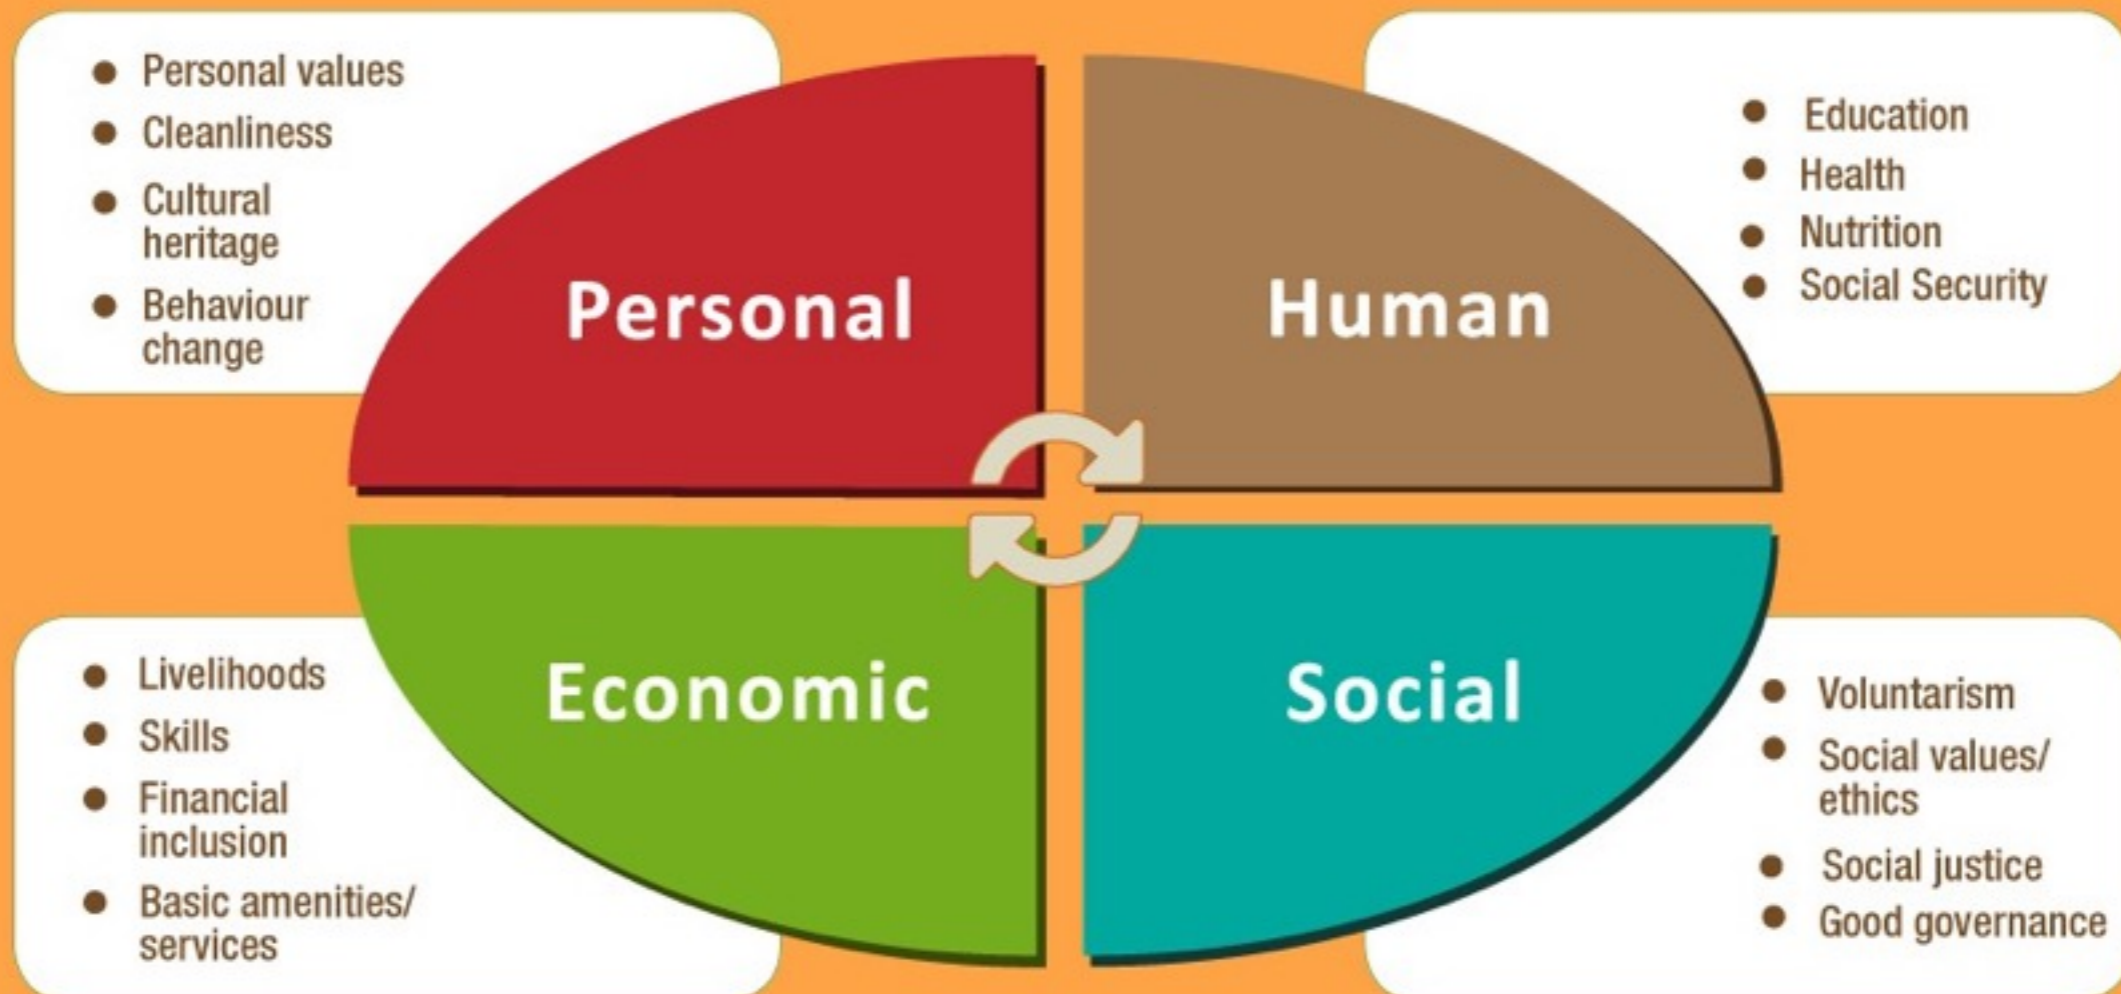 Personal values
Cleanliness
Cultural
heritage
Behaviour
change
Personal
Human
Education
Health
Nutrition
Social Security
Livelihoods
Skills
Financial
inclusion
Basic amenities/
services
Economic
Social
Voluntarism
Social values/
ethics
Social justice
Good governance